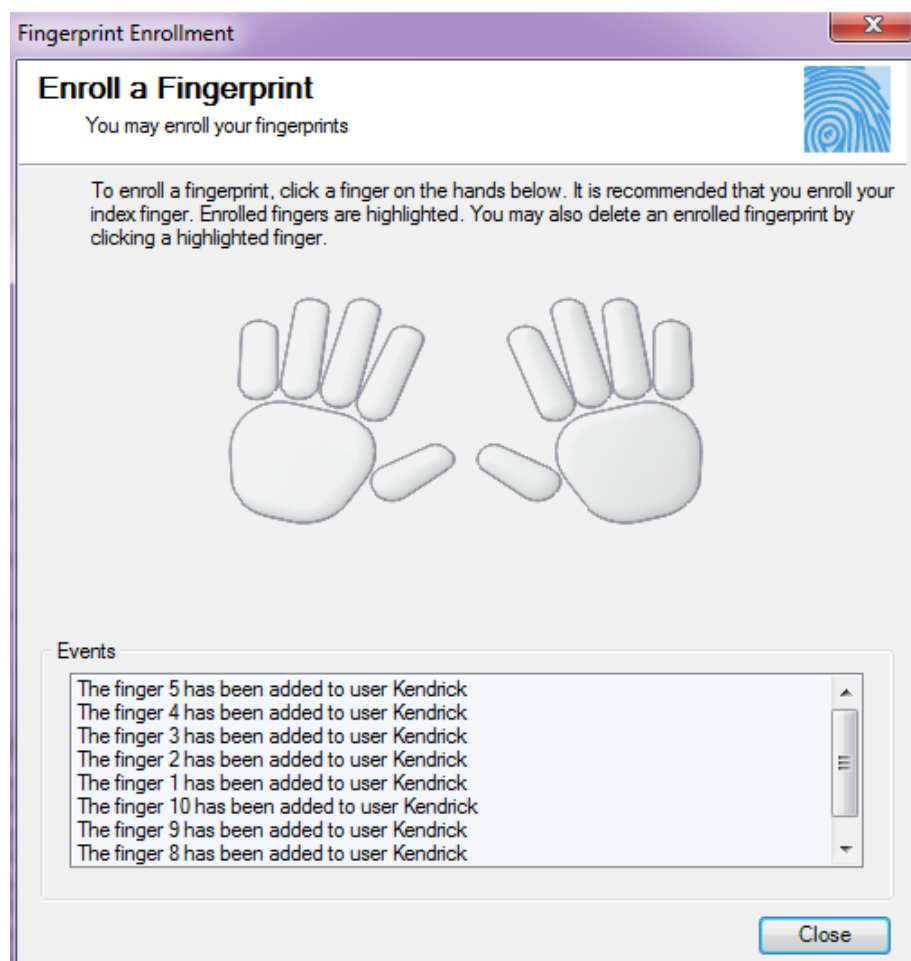 Fingerprint Enrollment
Enroll a Fingerprint
You may enroll your fingerprints
To enroll a fingerprint, click a finger on the hands below. It is recommended that you enroll your
index finger. Enrolled fingers are highlighted. You may also delete an enrolled fingerprint by
clicking a highlighted finger.
Events
The finger 5 has been added to user Kendrick
The finger 4 has been added to user Kendrick
The finger 3 has been added to user Kendrick
The finger 2 has been added to user Kendrick
The finger 1 has been added to user Kendrick
The finger 10 has been added to user Kendrick
The finger 9 has been added to user Kendrick
The finger 8 has been added to user Kendrick
Close